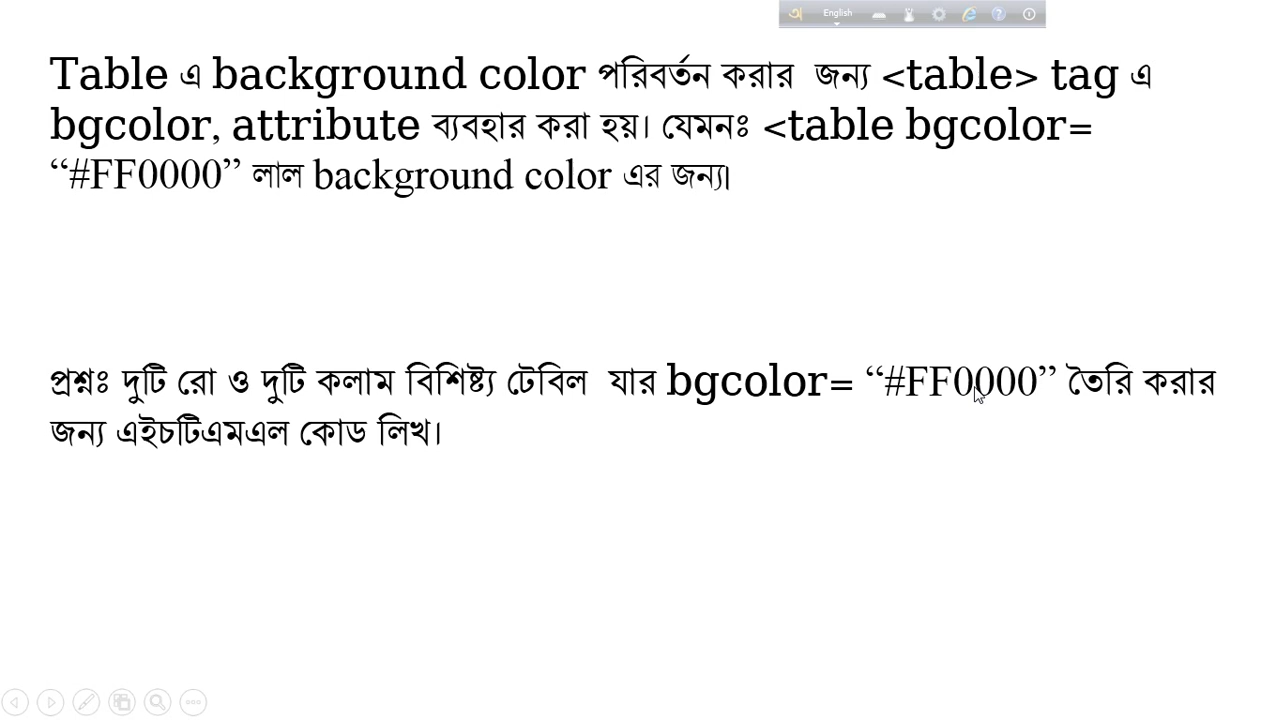 অ English
Table এ background color পরিবর্তন করার জন্য <table> tag এ
bgcolor, attribute ব্যবহার করা হয়। যেমনঃ <table bgcolor=
“#FF0000” লাল background color এর জন্য।
প্রশ্নঃ দুটি রো ও দুটি কলাম বিশিষ্ট্য টেবিল যার bgcolor= “#FF0000” তৈরি করার
জন্য এইচটিএমএল কোড লিখ।